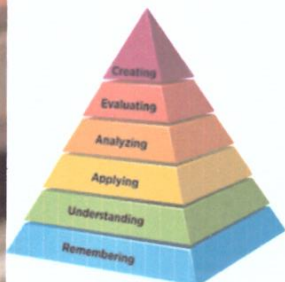 Creating
Evaluating
Analyzing
Applying
Understanding
Remembering